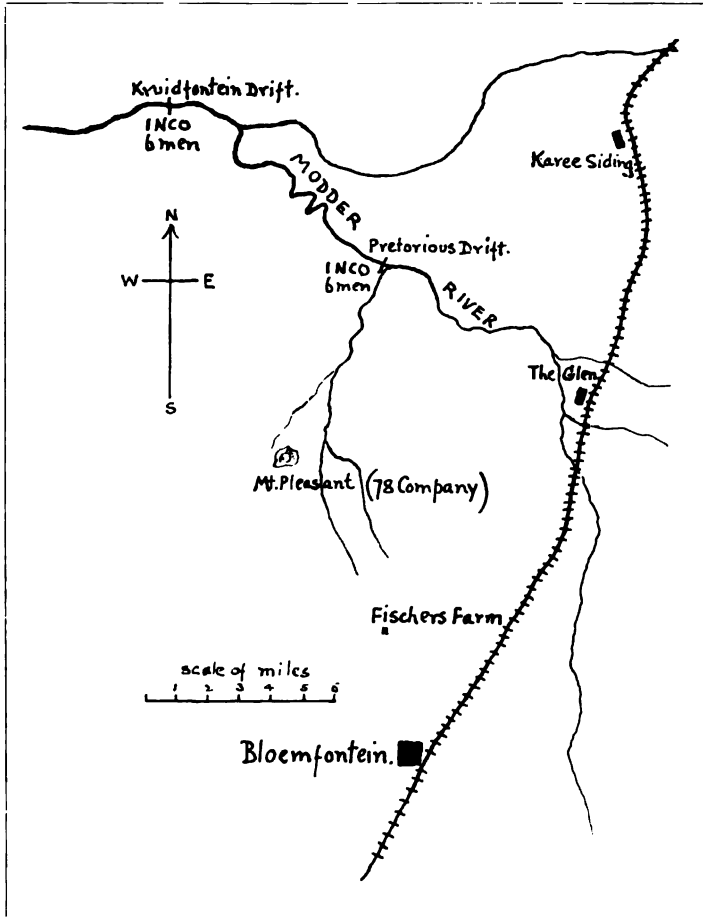 Kruidfontein Drift.
INCO
6 men
MODDER
Karee Siding
N
W E
S
Pretorious Drift.
INCO
6 men
RIVER
The Glen
Mt. Pleasant (78 Company)
Fischers Farm
scale of miles
1 2 3 4 5 6
Bloemfontein.